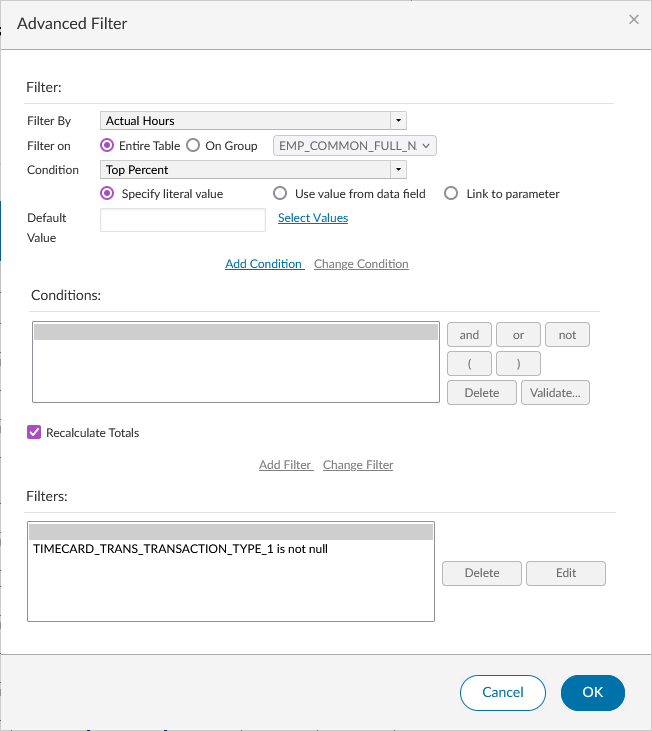 Advanced Filter
Filter:
Filter By Actual Hours
Filter on Entire Table On Group EMP_COMMON_FULL_N
Condition Top Percent
Specify literal value Use value from data field Link to parameter
Default Value Select Values
Add Condition Change Condition
Conditions:
and or not
( )
Delete Validate...
Recalculate Totals
Add Filter Change Filter
Filters:
TIMECARD_TRANS_TRANSACTION_TYPE_1 is not null
Delete Edit
Cancel OK